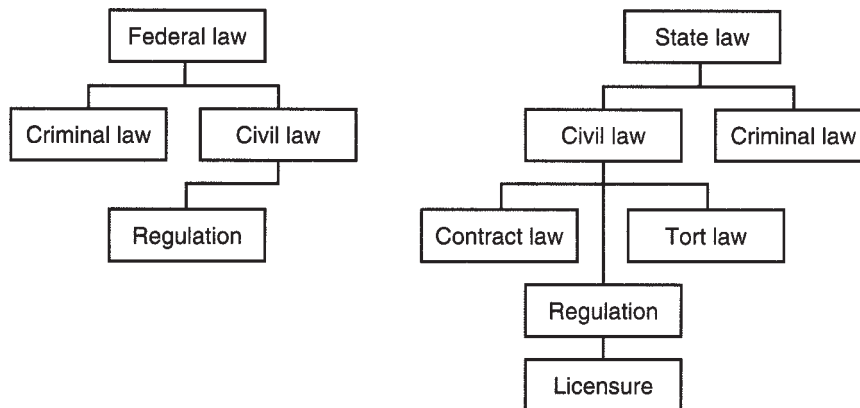 Federal law
Criminal law
Civil law
Regulation
State law
Civil law
Criminal law
Contract law
Tort law
Regulation
Licensure